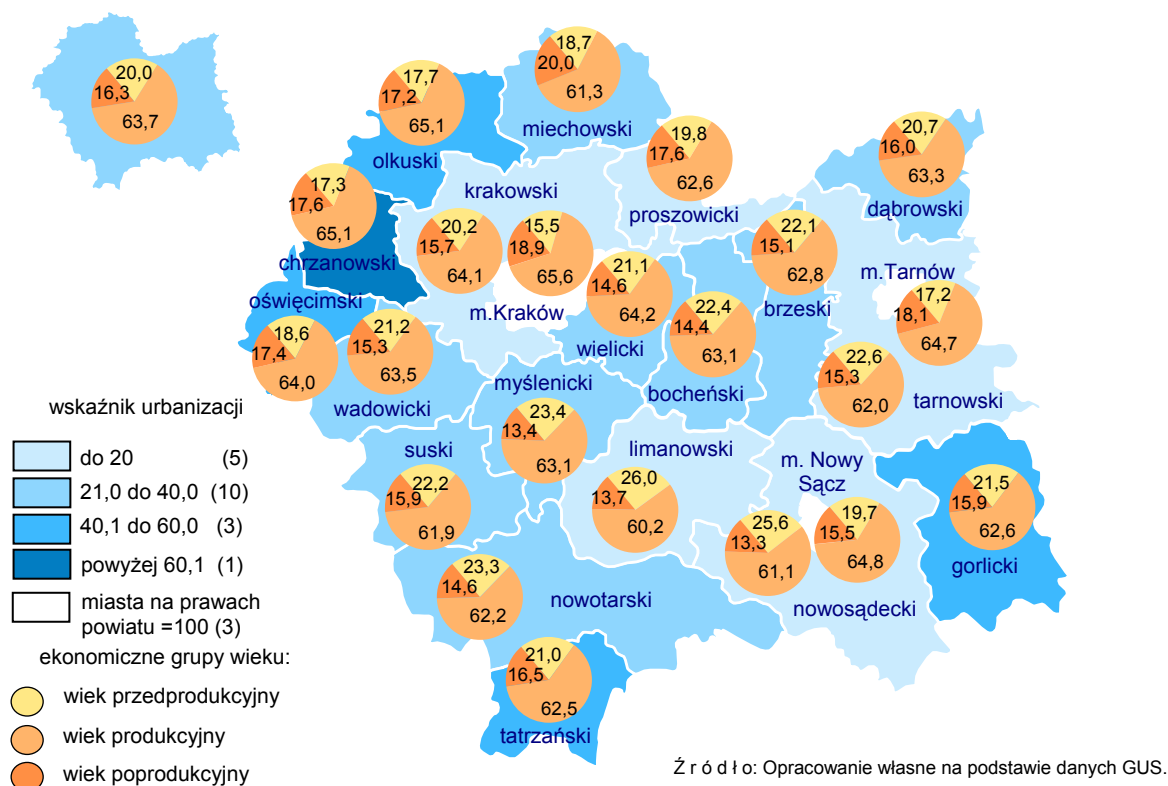 20,0
16,3
63,7
18,7
20,0
61,3
miechowski
17,7
17,2
65,1
olkuski
19,8
17,6
62,6
proszowicki
20,7
16,0
63,3
dąbrowski
17,3
17,6
65,1
chrzanowski
krakowski
20,2
15,7
64,1
15,5
18,9
65,6
m.Kraków
21,1
14,6
64,2
wielicki
22,1
15,1
62,8
brzeski
m.Tarnów
17,2
18,1
64,7
oświęcimski
18,6
17,4
64,0
21,2
15,3
63,5
wadowicki
22,4
14,4
63,1
bocheński
22,6
15,3
62,0
tarnowski
myślenicki
23,4
13,4
63,1
suski
22,2
15,9
61,9
limanowski
26,0
13,7
60,2
m. Nowy
Sącz
19,7
15,5
64,8
25,6
13,3
61,1
nowosądecki
21,5
15,9
62,6
gorlicki
23,3
14,6
62,2
nowotarski
21,0
16,5
62,5
tatrzański
wskaźnik urbanizacji
do 20 (5)
21,0 do 40,0 (10)
40,1 do 60,0 (3)
powyżej 60,1 (1)
miasta na prawach
powiatu =100 (3)
ekonomiczne grupy wieku:
wiek przedprodukcyjny
wiek produkcyjny
wiek poprodukcyjny
Ź r ó d ł o: Opracowanie własne na podstawie danych GUS.